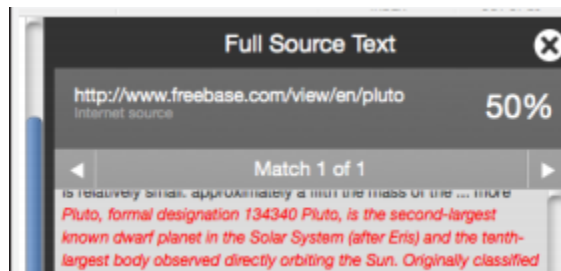 Full Source Text
http://www.freebase.com/view/en/pluto
50%
Internet source
Match 1 of 1
is relatively small. approximately a fifth the mass of the ... more
Pluto, formal designation 134340 Pluto, is the second-largest
known dwarf planet in the Solar System (after Eris) and the tenth-
largest body observed directly orbiting the Sun. Originally classified